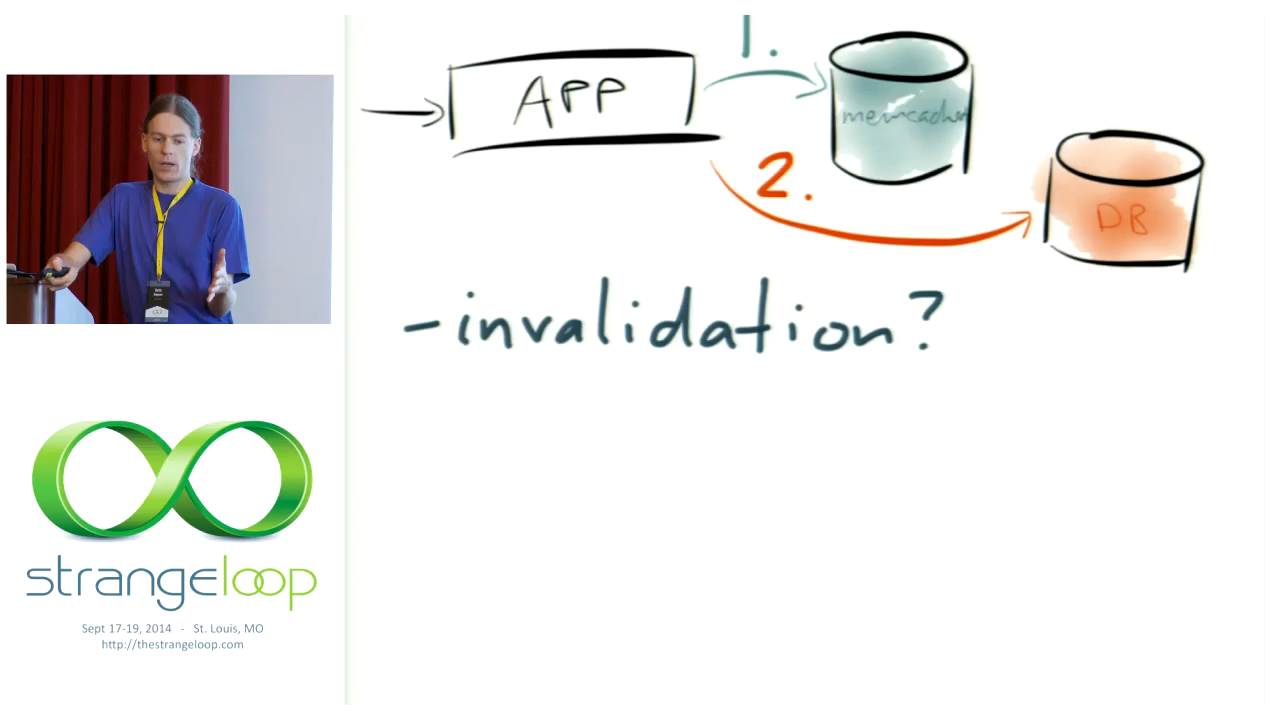 1.
APP
memcached
2.
DB
-invalidation?
strangeloop
Sept 17-19, 2014 - St. Louis, MO
http://thestrangeloop.com